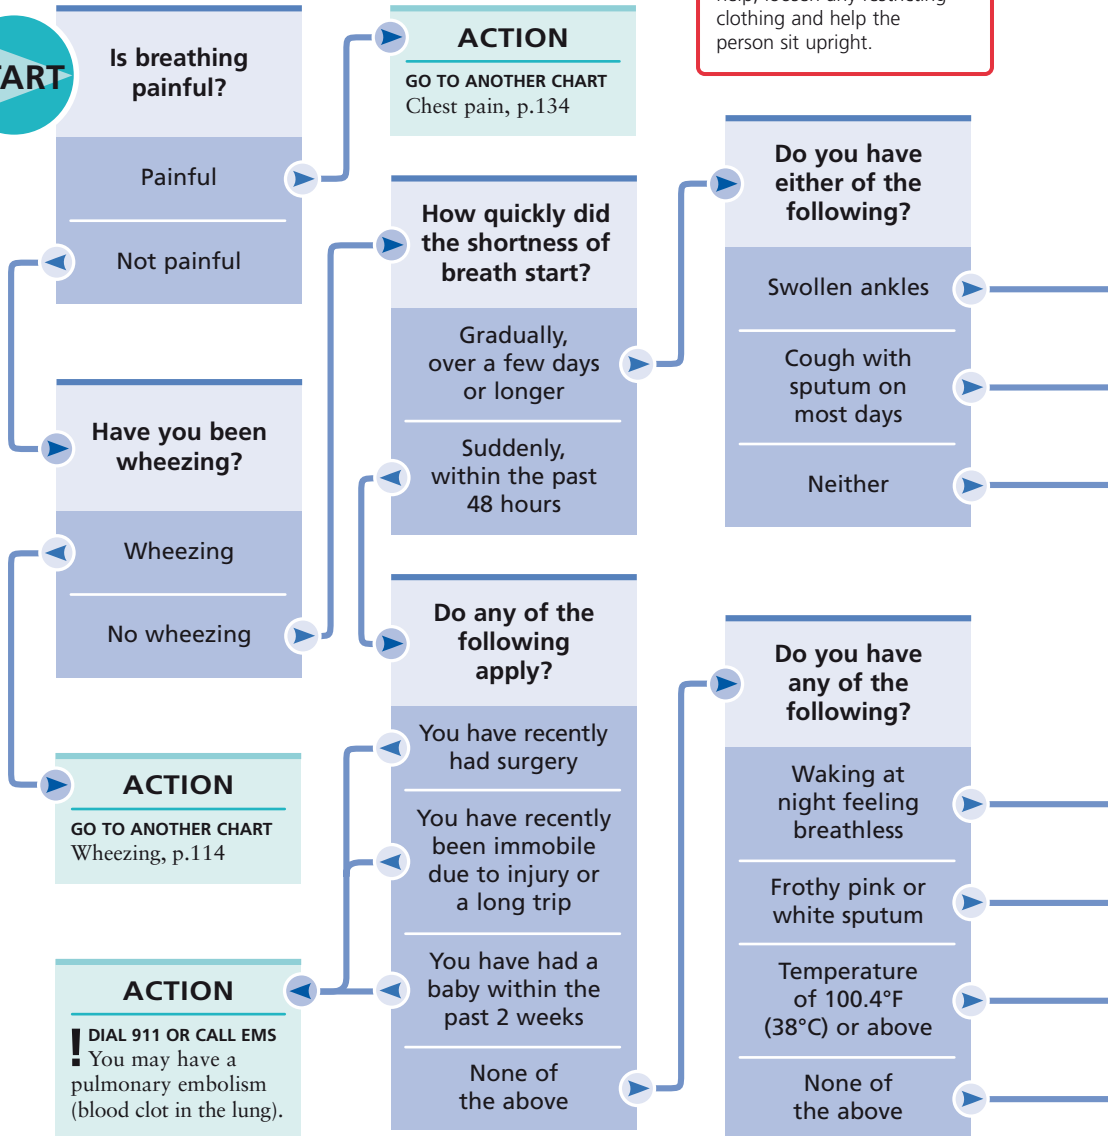 START
Is breathing
painful?
Painful
Not painful
Have you been
wheezing?
Wheezing
No wheezing
ACTION
GO TO ANOTHER CHART
Wheezing, p.114
ACTION
! DIAL 911 OR CALL EMS
You may have a
pulmonary embolism
(blood clot in the lung).
ACTION
GO TO ANOTHER CHART
Chest pain, p.134
How quickly did
the shortness of
breath start?
Gradually,
over a few days
or longer
Suddenly,
within the past
48 hours
Do any of the
following
apply?
You have recently
had surgery
You have recently
been immobile
due to injury or
a long trip
You have had a
baby within the
past 2 weeks
None of
the above
help, loosen any restricting
clothing and help the
person sit upright.
Do you have
either of the
following?
Swollen ankles
Cough with
sputum on
most days
Neither
Do you have
any of the
following?
Waking at
night feeling
breathless
Frothy pink or
white sputum
Temperature
of 100.4°F
(38°C) or above
None of
the above